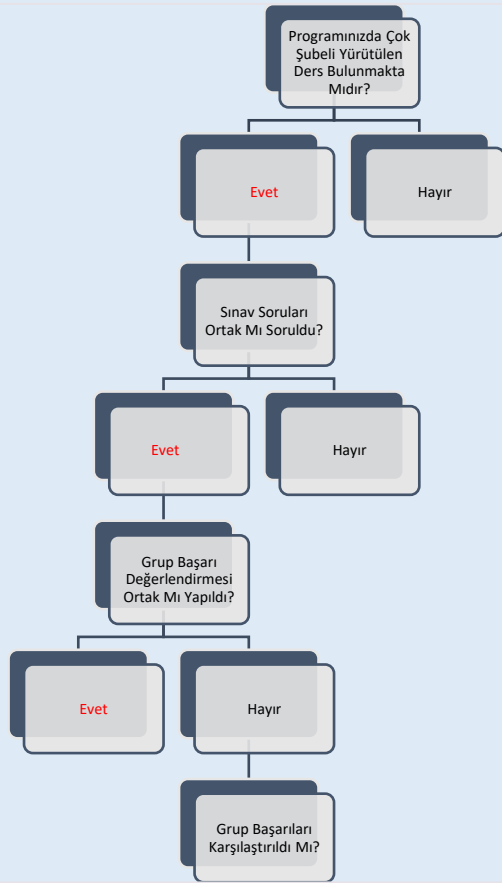 Programınızda Çok
Şubeli Yürütülen
Ders Bulunmakta
Mıdır?
Evet
Hayır
Sınav Soruları
Ortak Mı Soruldu?
Evet
Hayır
Grup Başarı
Değerlendirmesi
Ortak Mı Yapıldı?
Evet
Hayır
Grup Başarıları
Karşılaştırıldı Mı?